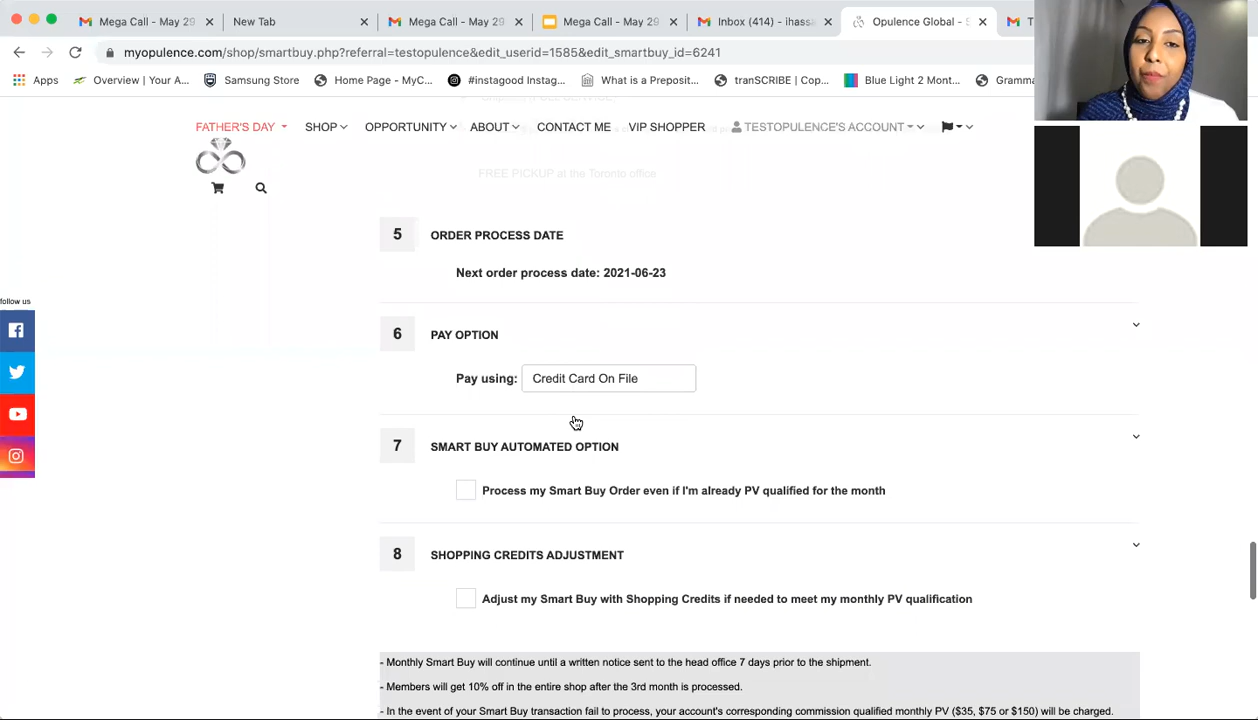 Mega Call - May 29
New Tab
Mega Call - May 29
Mega Call - May 29
Inbox (414) - ihassa
Opulence Global - S
myopulence.com/shop/smartbuy.php?referral=testopulence&edit_userid=1585&edit_smartbuy_id=6241
Apps
Overview | Your A...
Samsung Store
Home Page - MyC...
#instagood Instag...
What is a Preposit...
tranSCRIBE | Cop...
Blue Light 2 Mont...
Gramma
FATHER'S DAY
SHOP
OPPORTUNITY
ABOUT
CONTACT ME
VIP SHOPPER
TESTOPULENCE'S ACCOUNT
FREE PICKUP at the Toronto office
5 ORDER PROCESS DATE
Next order process date: 2021-06-23
follow us
6 PAY OPTION
Pay using: Credit Card On File
7 SMART BUY AUTOMATED OPTION
Process my Smart Buy Order even if I'm already PV qualified for the month
8 SHOPPING CREDITS ADJUSTMENT
Adjust my Smart Buy with Shopping Credits if needed to meet my monthly PV qualification
- Monthly Smart Buy will continue until a written notice sent to the head office 7 days prior to the shipment.
- Members will get 10% off in the entire shop after the 3rd month is processed.
- In the event of your Smart Buy transaction fail to process, your account's corresponding commission qualified monthly PV ($35, $75 or $150) will be charged.